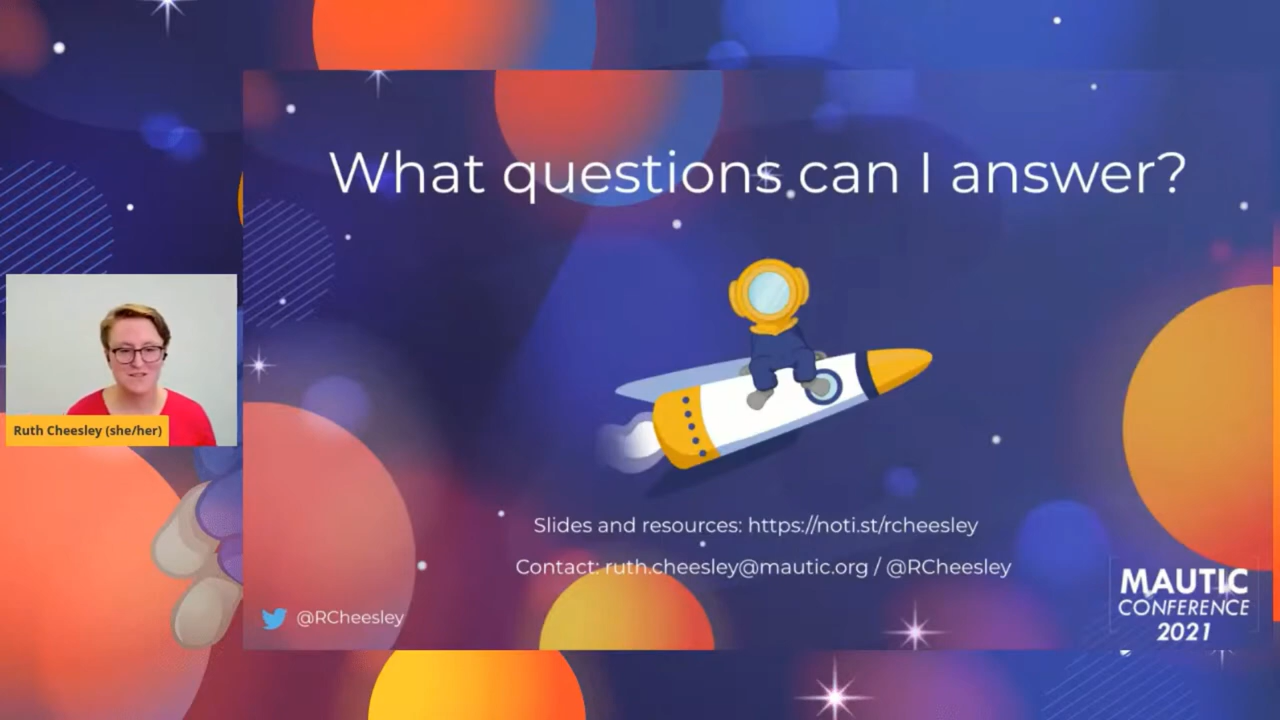 What questions can I answer?
Ruth Cheesley (she/her)
Slides and resources: https://noti.st/rcheesley
Contact: ruth.cheesley@mautic.org / @RCheesley
@RCheesley
MAUTIC
CONFERENCE
2021